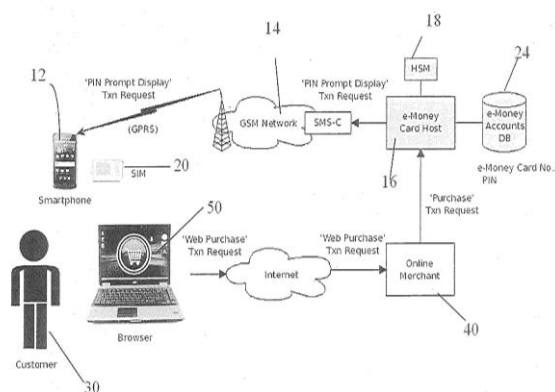 18
14
24
HSM
12
'PIN Prompt Display'
Txn Request
'PIN Prompt Display'
Txn Request
e-Money
Accounts
DB
(GPRS)
GSM Network
SMS-C
e-Money
Card Host
16
e-Money Card No.
PIN
20
SIM
Smartphone
'Purchase'
Txn Request
50
'Web Purchase'
Txn Request
'Web Purchase'
Txn Request
Internet
Online
Merchant
Browser
40
Customer
30